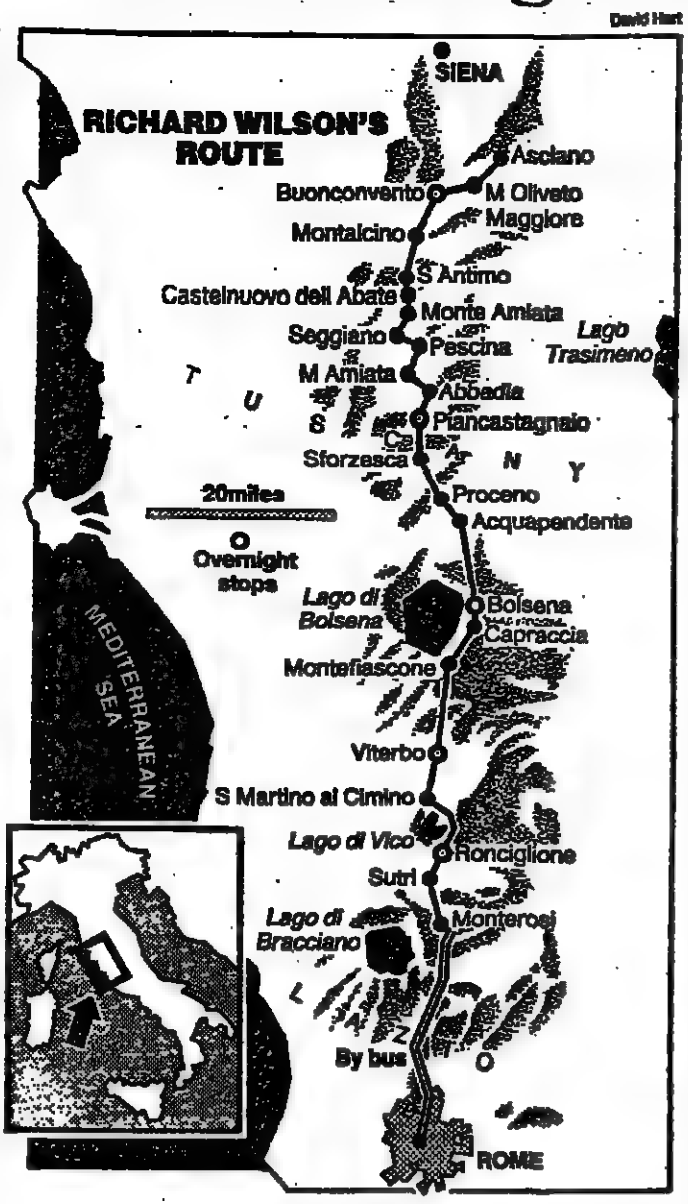 David Hart
SIENA
RICHARD WILSON'S
ROUTE
Asciano
Buonconvento
M Oliveto
Maggiore
Montalcino
S Antimo
Castelnuovo dell Abate
Monte Amiata
Seggiano
Pescina
Lago
Trasimeno
M Amiata
Abbadia
TUSCANY
Piancastagnaio
Sforzesca
20miles
Proceno
Acquapendente
Overnight
stops
Lago di
Bolsena
Bolsena
Capraccia
MEDITERRANEAN
SEA
Montefiascone
Viterbo
S Martino al Cimino
Lago di Vico
Ronciglione
Sutri
Lago di
Bracciano
Monterosi
LAZIO
By bus
ROME